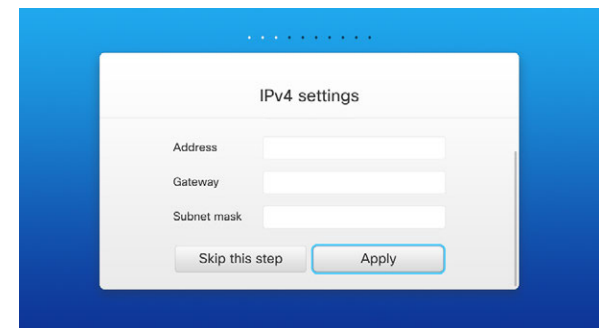 IPv4 settings
Address
Gateway
Subnet mask
Skip this step Apply